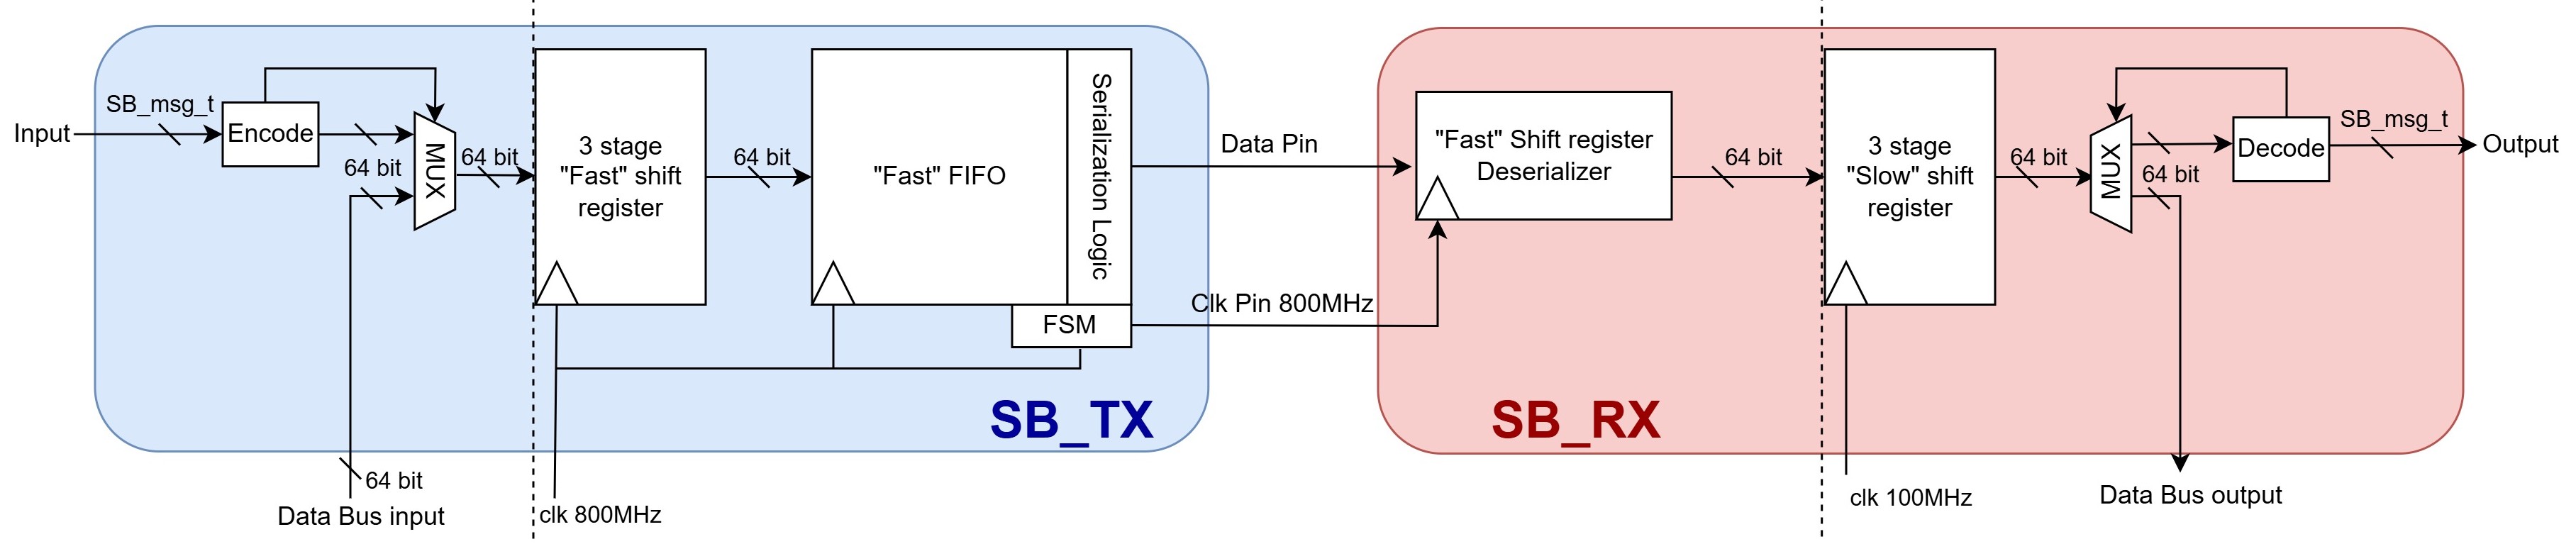 Input
SB_msg_t
Encode
64 bit
MUX
64 bit
64 bit
Data Bus input
3 stage
"Fast" shift
register
clk 800MHz
64 bit
"Fast" FIFO
Serialization Logic
FSM
SB_TX
Data Pin
Clk Pin 800MHz
"Fast" Shift register
Deserializer
SB_RX
64 bit
3 stage
"Slow" shift
register
clk 100MHz
64 bit
MUX
64 bit
Decode
SB_msg_t
Output
Data Bus output